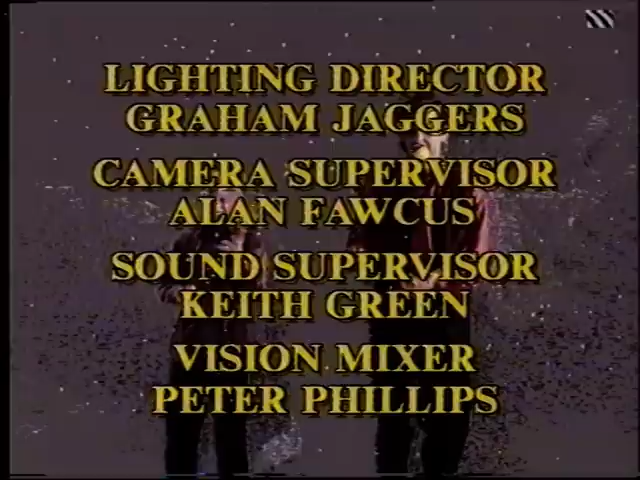 LIGHTING DIRECTOR
GRAHAM JAGGERS
CAMERA SUPERVISOR
ALAN FAWCUS
SOUND SUPERVISOR
KEITH GREEN
VISION MIXER
PETER PHILLIPS